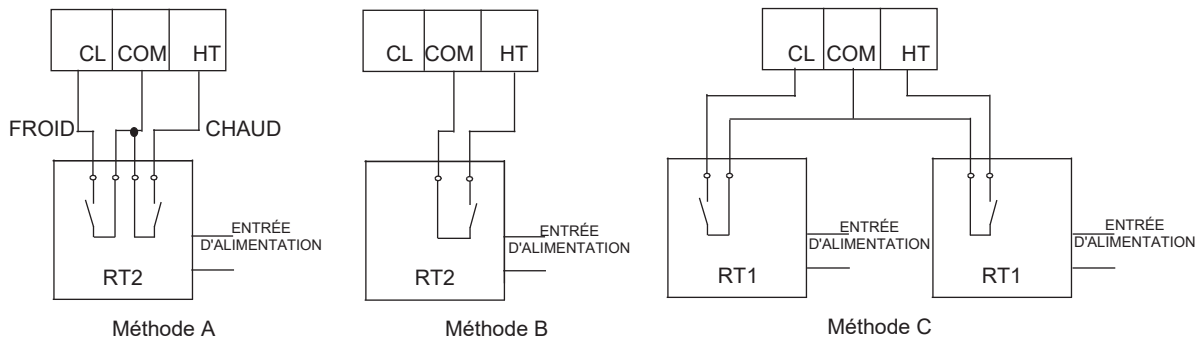 CL COM HT
FROID
CHAUD
ENTRÉE
D'ALIMENTATION
RT2
Méthode A
CL COM HT
ENTRÉE
D'ALIMENTATION
RT2
Méthode B
CL COM HT
ENTRÉE
D'ALIMENTATION
RT1
ENTRÉE
D'ALIMENTATION
RT1
Méthode C